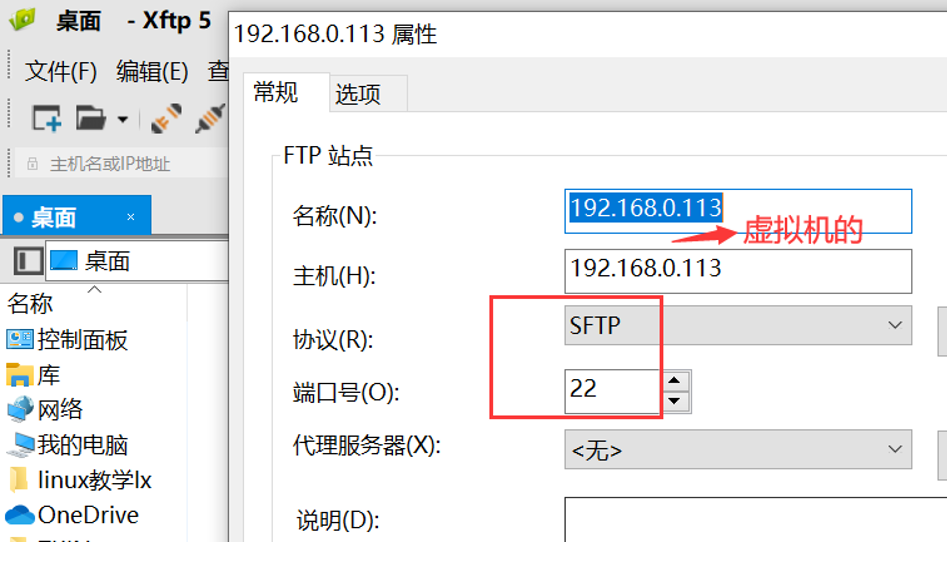 桌面 - Xftp 5
文件(F) 编辑(E) 查
主机名或IP地址
桌面 ×
桌面
名称
控制面板
库
网络
我的电脑
linux教学lx
OneDrive
192.168.0.113 属性
常规 选项
FTP 站点
名称(N): 192.168.0.113
虚拟机的
主机(H): 192.168.0.113
协议(R): SFTP
端口号(O): 22
代理服务器(X): <无>
说明(D):